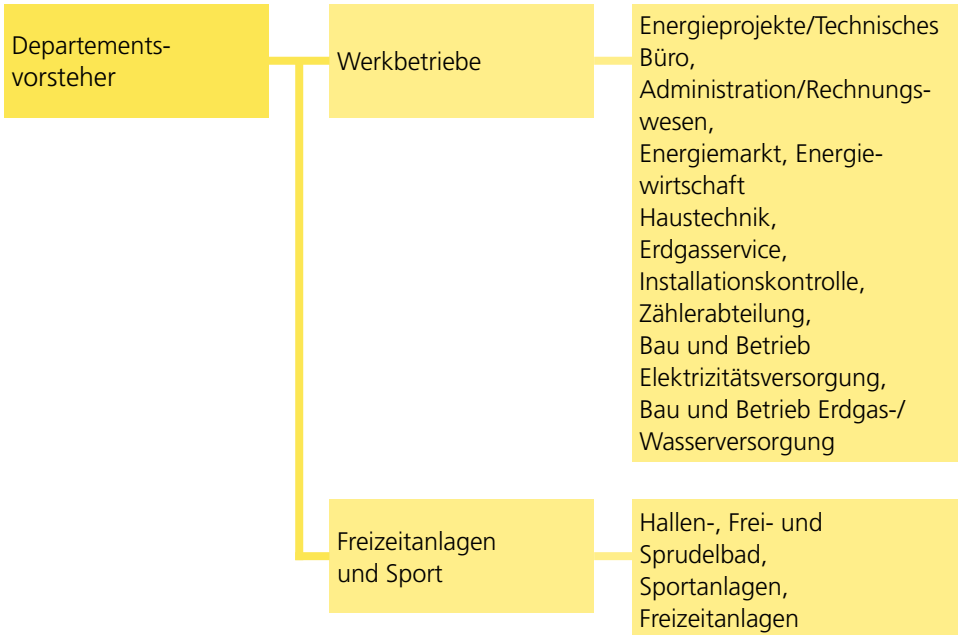 Departements-
vorsteher
Werkbetriebe
Energieprojekte/Technisches
Büro,
Administration/Rechnungs-
wesen,
Energiemarkt, Energie-
wirtschaft
Haustechnik,
Erdgasservice,
Installationskontrolle,
Zählerabteilung,
Bau und Betrieb
Elektrizitätsversorgung,
Bau und Betrieb Erdgas-/
Wasserversorgung
Freizeitanlagen
und Sport
Hallen-, Frei- und
Sprudelbad,
Sportanlagen,
Freizeitanlagen